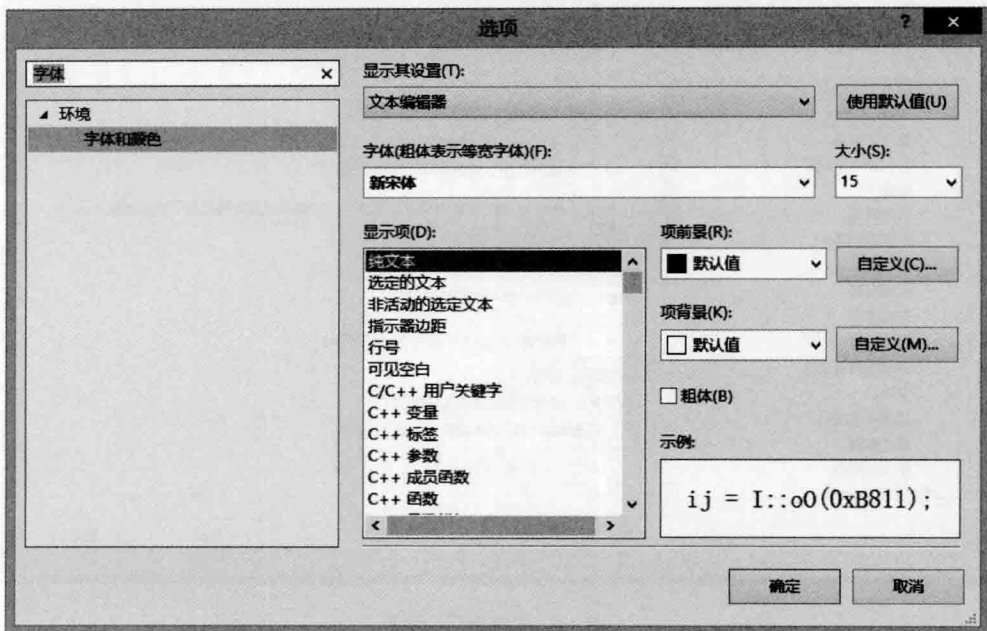 选项
? ×
字体 ×
环境
字体和颜色
显示其设置(T):
文本编辑器
使用默认值(U)
字体(粗体表示等宽字体)(F):
新宋体
大小(S):
15
显示项(D):
纯文本
选定的文本
非活动的选定文本
指示器边距
行号
可见空白
C/C++ 用户关键字
C++ 变量
C++ 标签
C++ 参数
C++ 成员函数
C++ 函数
项前景(R):
默认值
自定义(C)...
项背景(K):
默认值
自定义(M)...
粗体(B)
示例:
ij = I::oO(0xB811);
确定
取消